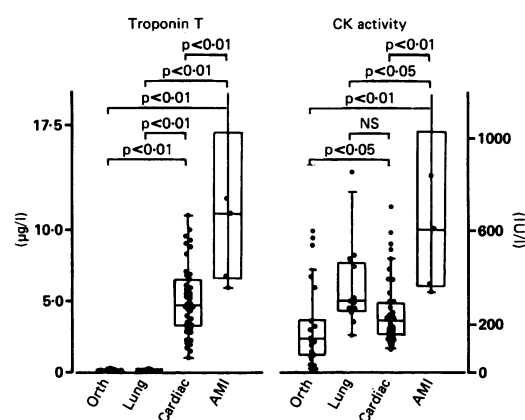 Troponin T
CK activity
p<0·01
p<0·01
p<0·01
p<0·05
p<0·01
p<0·01
p<0·01
NS
p<0·01
p<0·05
17·5
10·0
5·0
0
(µg/l)
1000
600
200
0
(IU/l)
Orth
Lung
Cardiac
AMI
Orth
Lung
Cardiac
AMI